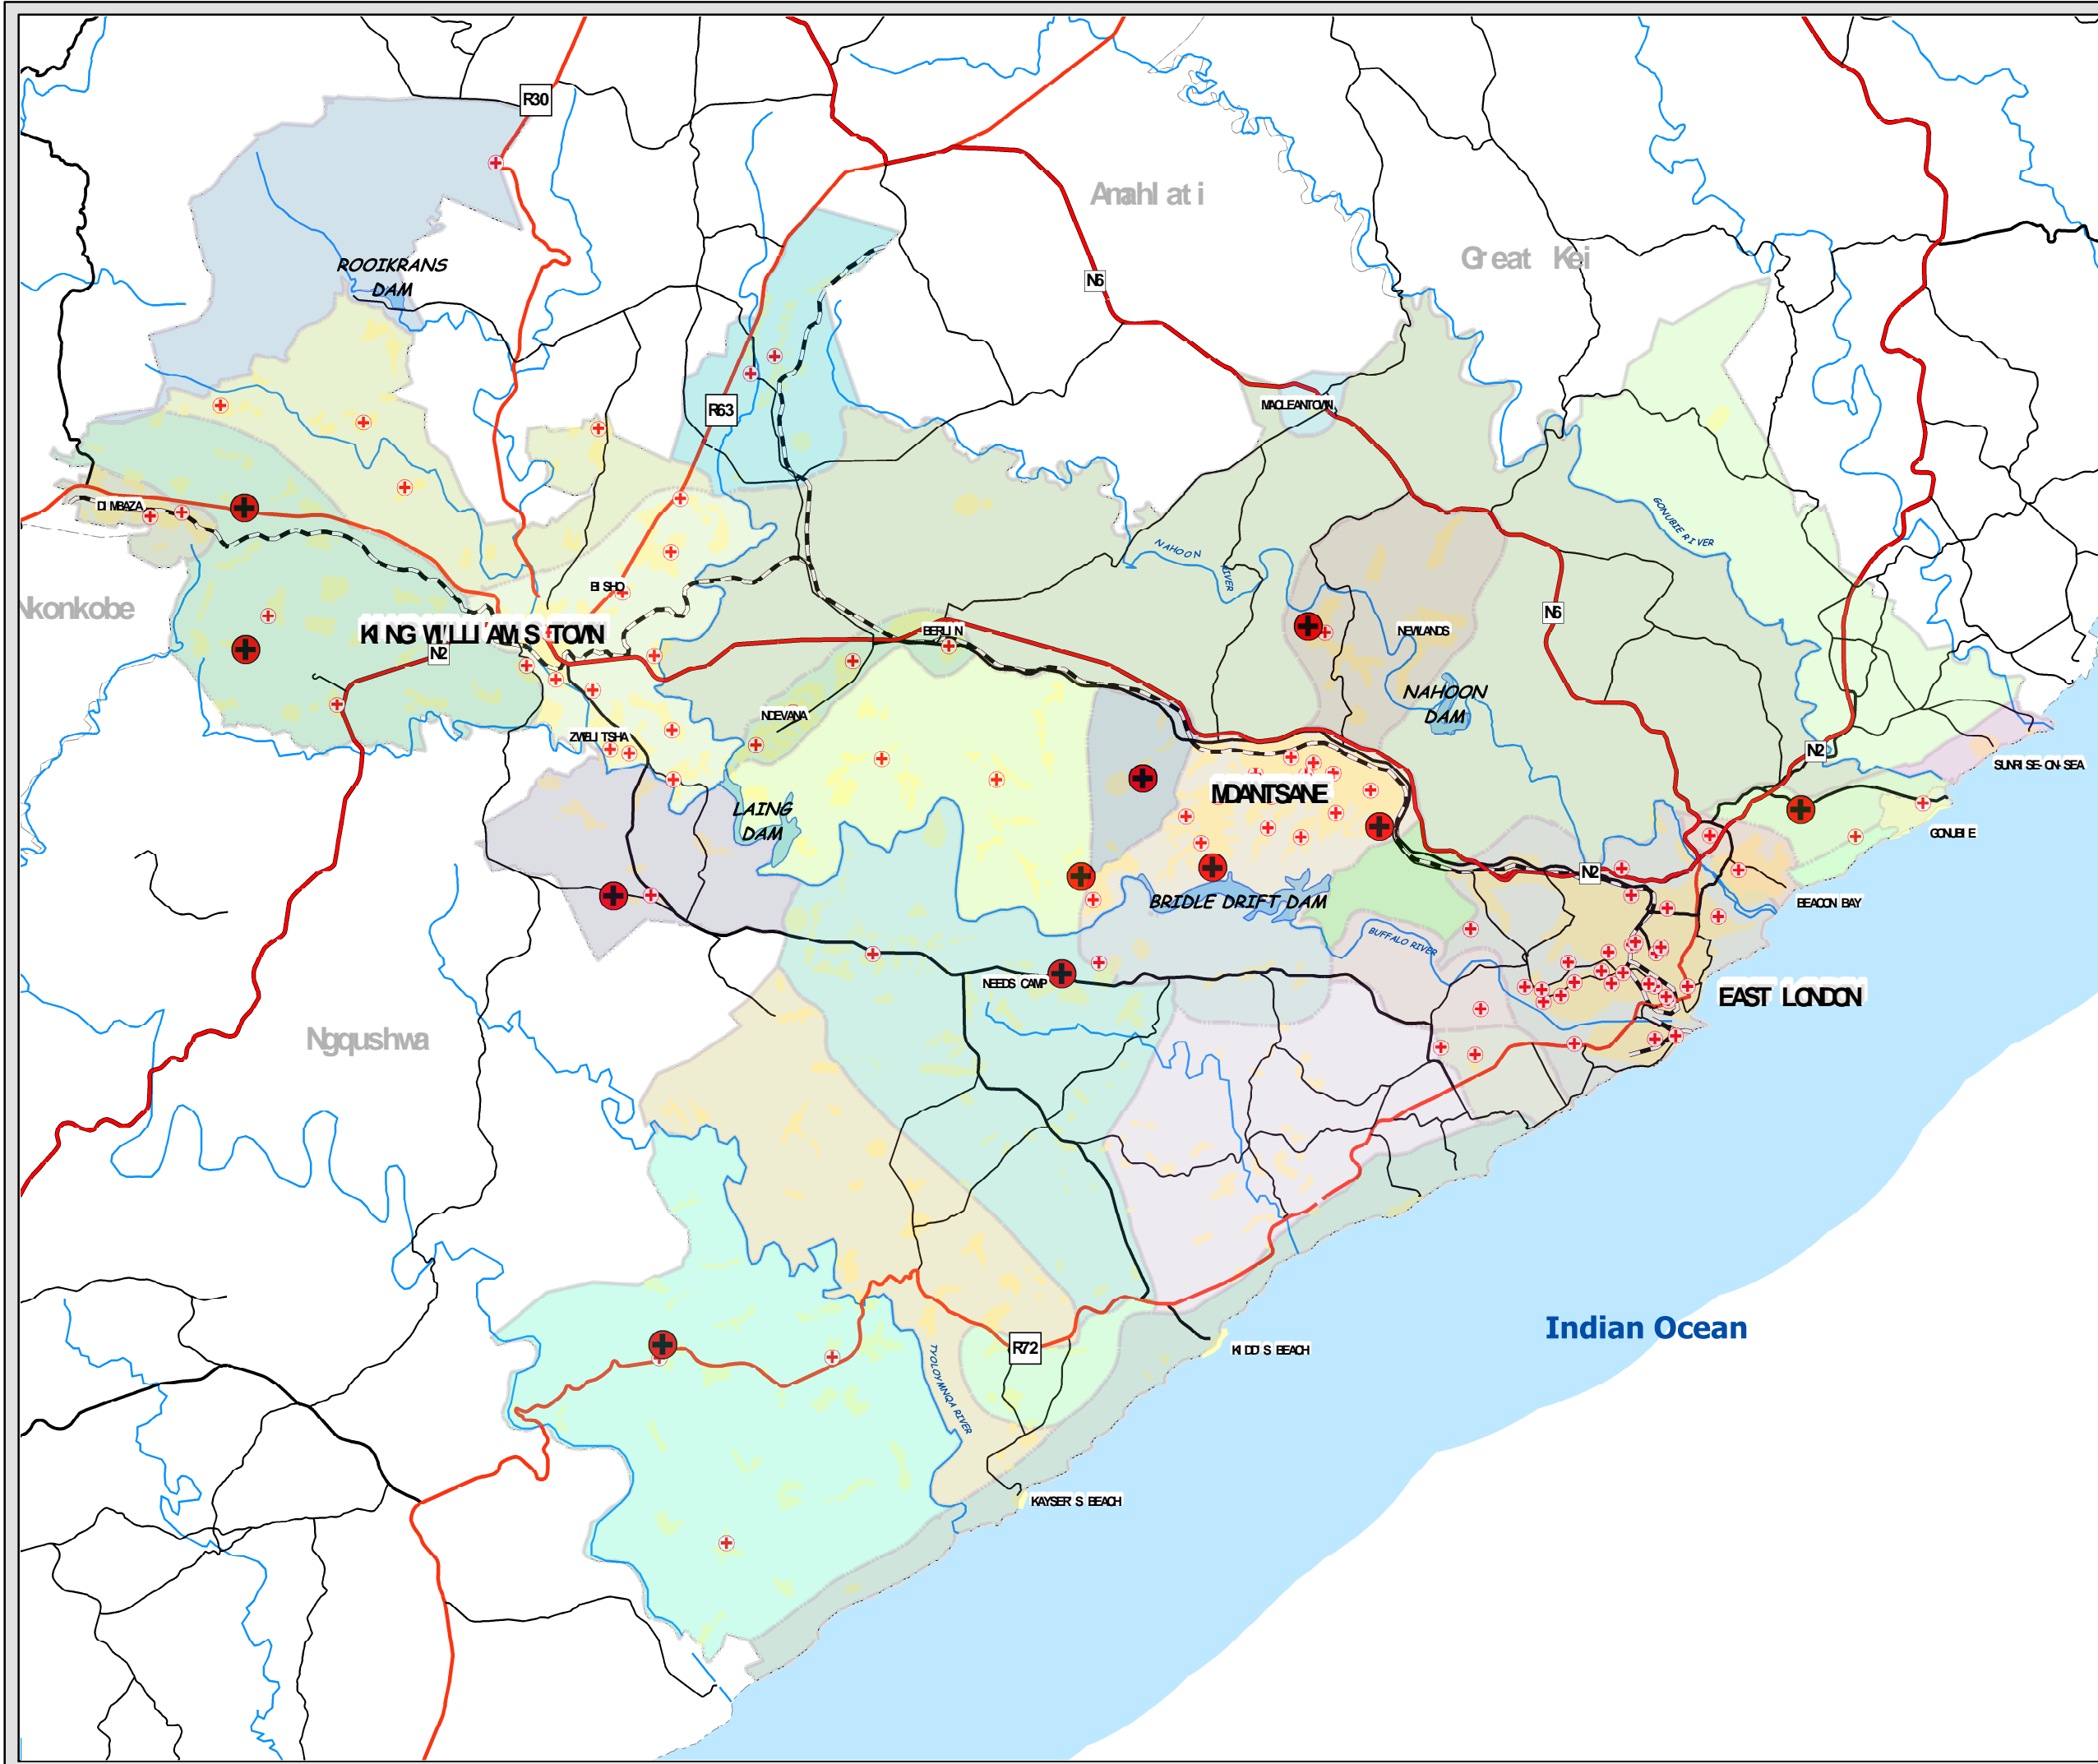 R30
Amahlati
Great Kei
ROOIKRANS
DAM
N6
R63
MACLEANTOWN
DIMBAZA
GONUBIE RIVER
NAHOON
RIVER
BISHO
Nkonkobe
KING WILLIAM'S TOWN
N2
BERLIN
NEWLANDS
N6
NAHOON
DAM
NDEVANA
ZWELITSHA
N2
SUNRISE-ON-SEA
MDANTSANE
LAING
DAM
GONUBIE
N2
BRIDLE DRIFT DAM
BEACON BAY
BUFFALO RIVER
NEEDS CAMP
EAST LONDON
Ngqushwa
Indian Ocean
R72
KIDD'S BEACH
TYOLOYMNQA RIVER
KAYSER'S BEACH